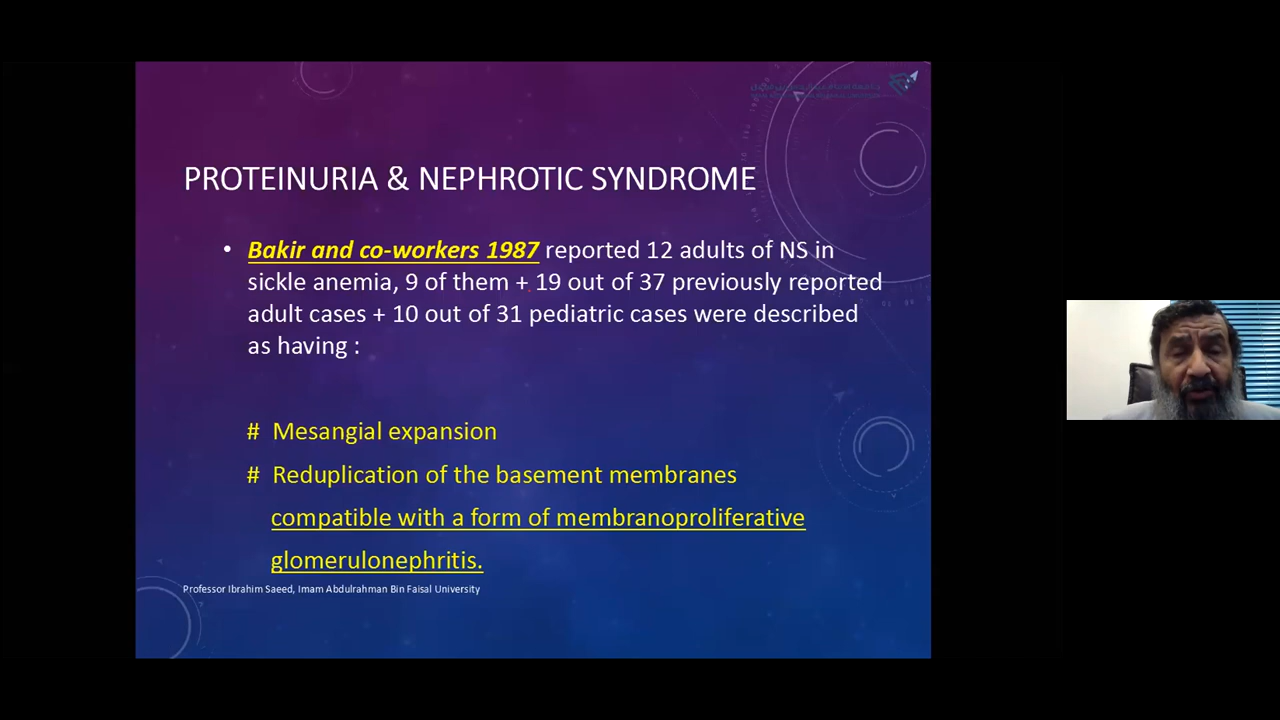 PROTEINURIA & NEPHROTIC SYNDROME
• Bakir and co-workers 1987 reported 12 adults of NS in
sickle anemia, 9 of them + 19 out of 37 previously reported
adult cases + 10 out of 31 pediatric cases were described
as having :
# Mesangial expansion
# Reduplication of the basement membranes
compatible with a form of membranoproliferative
glomerulonephritis.
Professor Ibrahim Saeed, Imam Abdulrahman Bin Faisal University